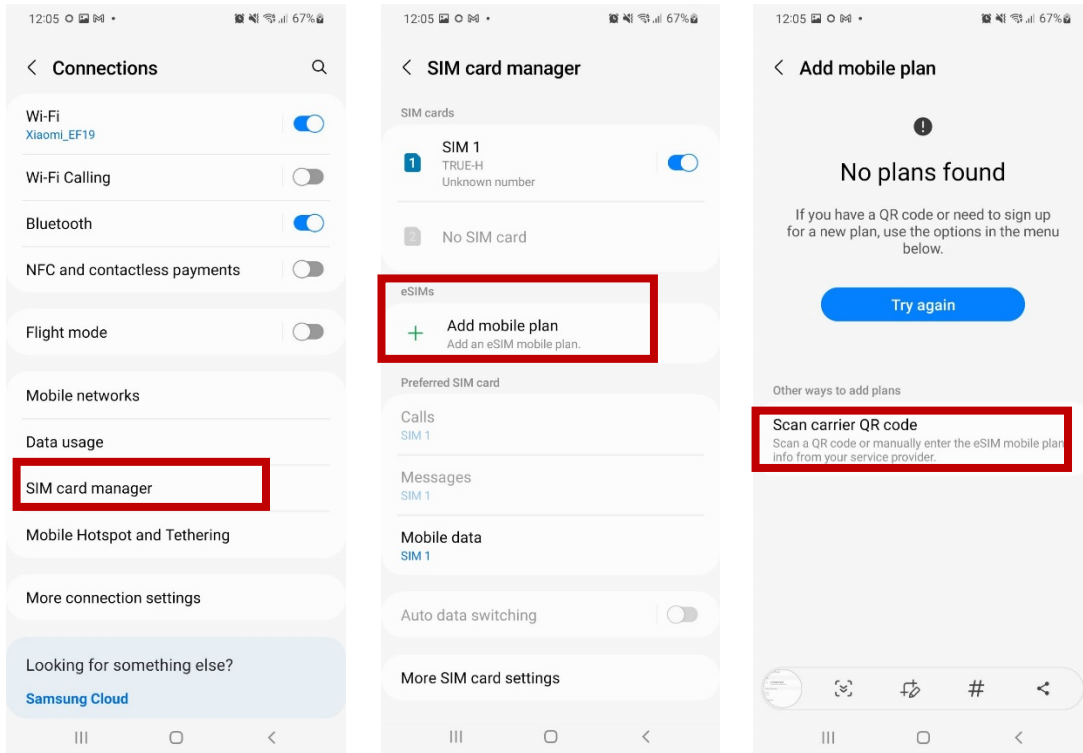 12:05
67%
Connections
Wi-Fi
Xiaomi_EF19
Wi-Fi Calling
Bluetooth
NFC and contactless payments
Flight mode
Mobile networks
Data usage
SIM card manager
Mobile Hotspot and Tethering
More connection settings
Looking for something else?
Samsung Cloud
12:05
67%
SIM card manager
SIM cards
1
SIM 1
TRUE-H
Unknown number
2
No SIM card
eSIMs
Add mobile plan
Add an eSIM mobile plan.
Preferred SIM card
Calls
SIM 1
Messages
SIM 1
Mobile data
SIM 1
Auto data switching
More SIM card settings
12:05
67%
Add mobile plan
No plans found
If you have a QR code or need to sign up
for a new plan, use the options in the menu
below.
Try again
Other ways to add plans
Scan carrier QR code
Scan a QR code or manually enter the eSIM mobile plan
info from your service provider.
#